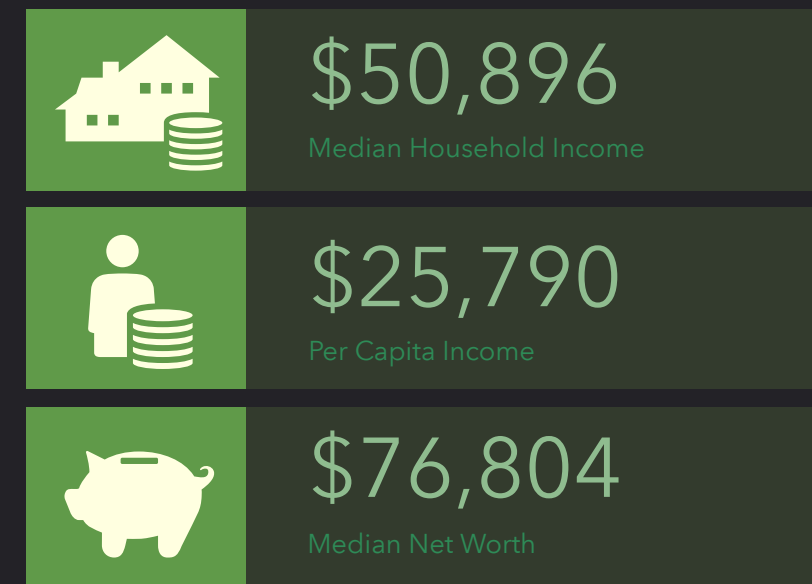 $50,896
Median Household Income
$25,790
Per Capita Income
$76,804
Median Net Worth